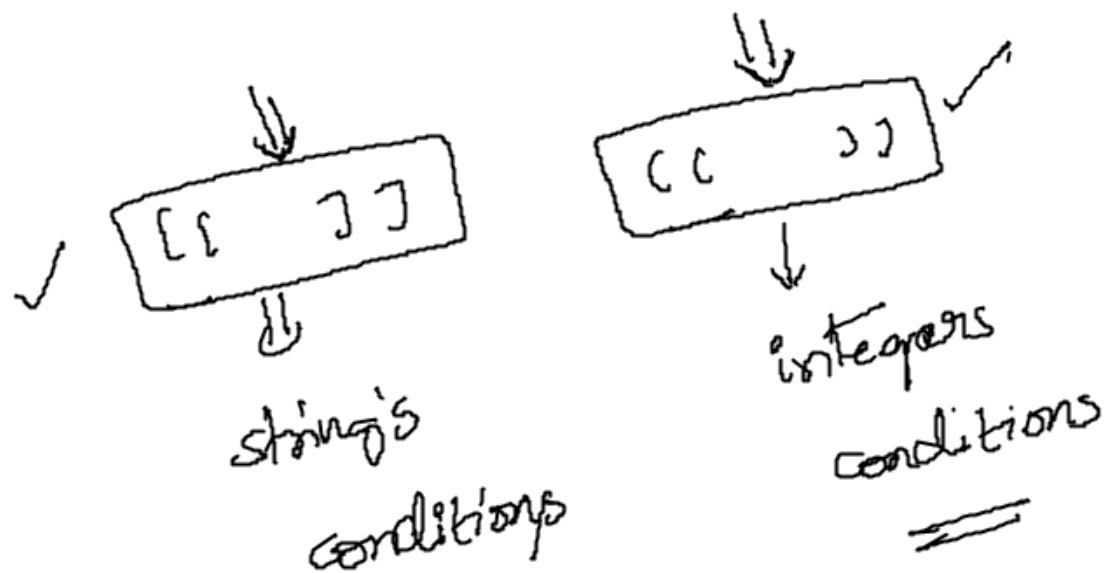 [[ ]]
string's
conditions
(( ))
integers
conditions